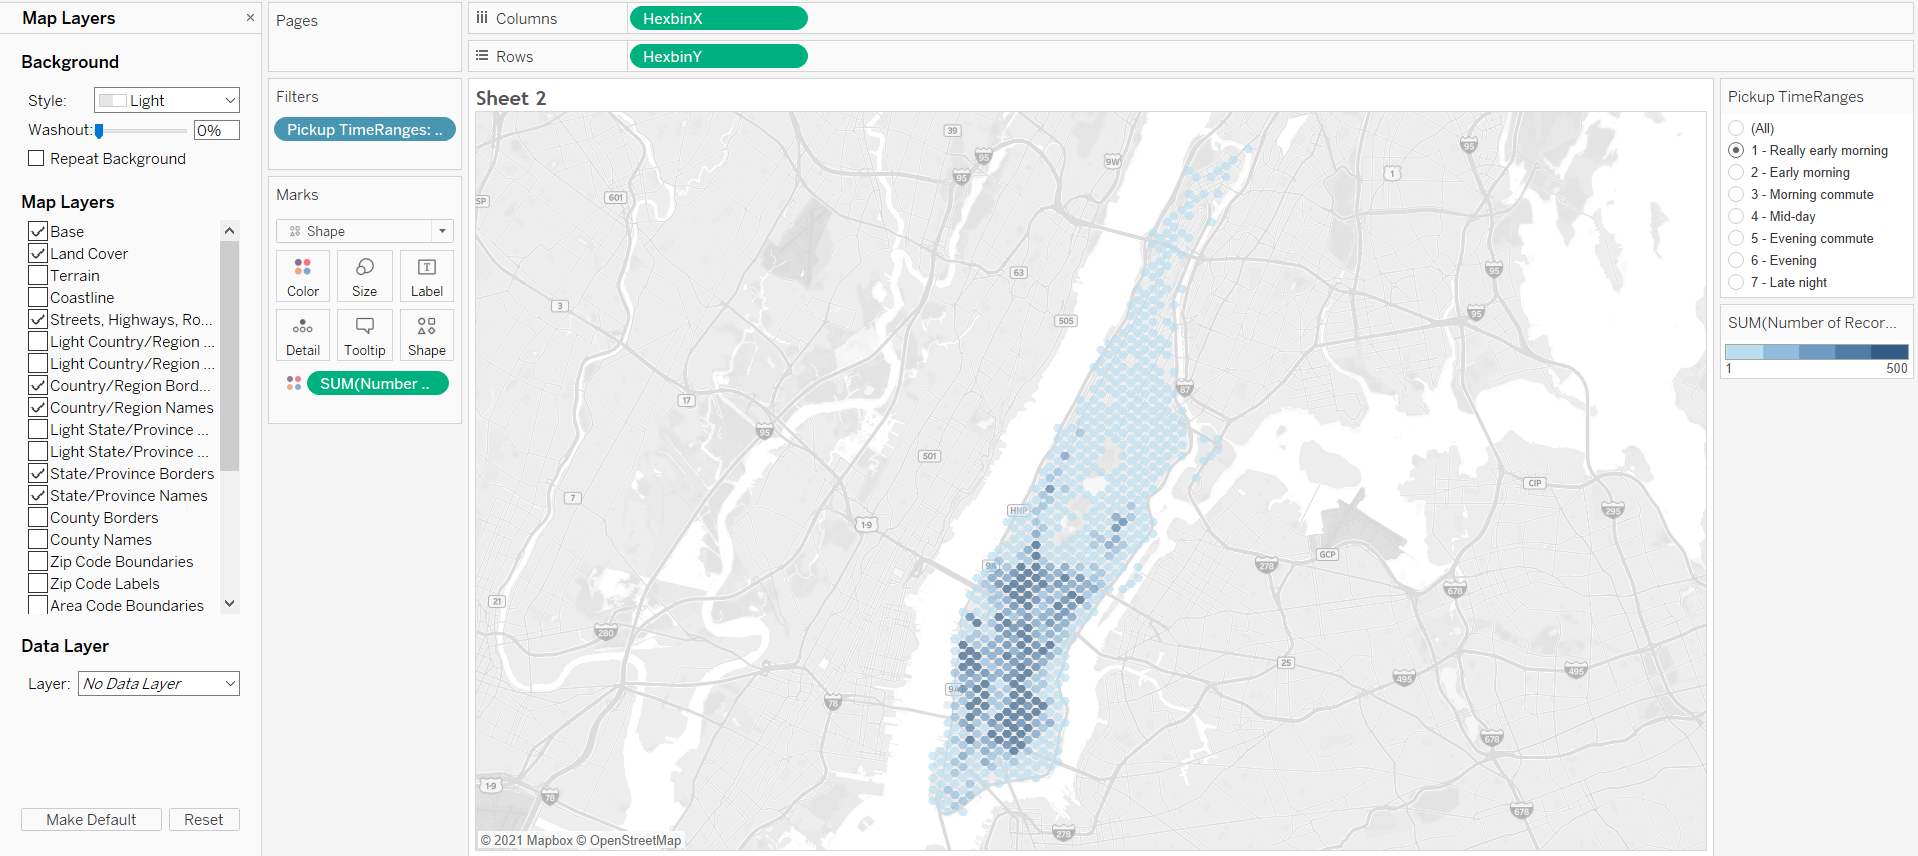 Map Layers ×
Background
Style: Light
Washout: 0%
Repeat Background
Map Layers
Base
Land Cover
Terrain
Coastline
Streets, Highways, Ro...
Light Country/Region ...
Light Country/Region ...
Country/Region Bord...
Country/Region Names
Light State/Province ...
Light State/Province ...
State/Province Borders
State/Province Names
County Borders
County Names
Zip Code Boundaries
Zip Code Labels
Area Code Boundaries
Data Layer
Layer: No Data Layer
Make Default Reset
Pages
Filters
Pickup TimeRanges: ..
Marks
Shape
Color Size Label
Detail Tooltip Shape
SUM(Number ..
Columns HexbinX
Rows HexbinY
Sheet 2
39
95
9W
95
95
1
SP
601
63
95
3
505
95
87
17
95
501
CIP
7
HHP
295
1-9
GCP
9A
278
678
21
280
25
495
495
9A
78
678
1-9
78
678
278
© 2021 Mapbox © OpenStreetMap
Pickup TimeRanges
(All)
1 - Really early morning
2 - Early morning
3 - Morning commute
4 - Mid-day
5 - Evening commute
6 - Evening
7 - Late night
SUM(Number of Recor...
1 500